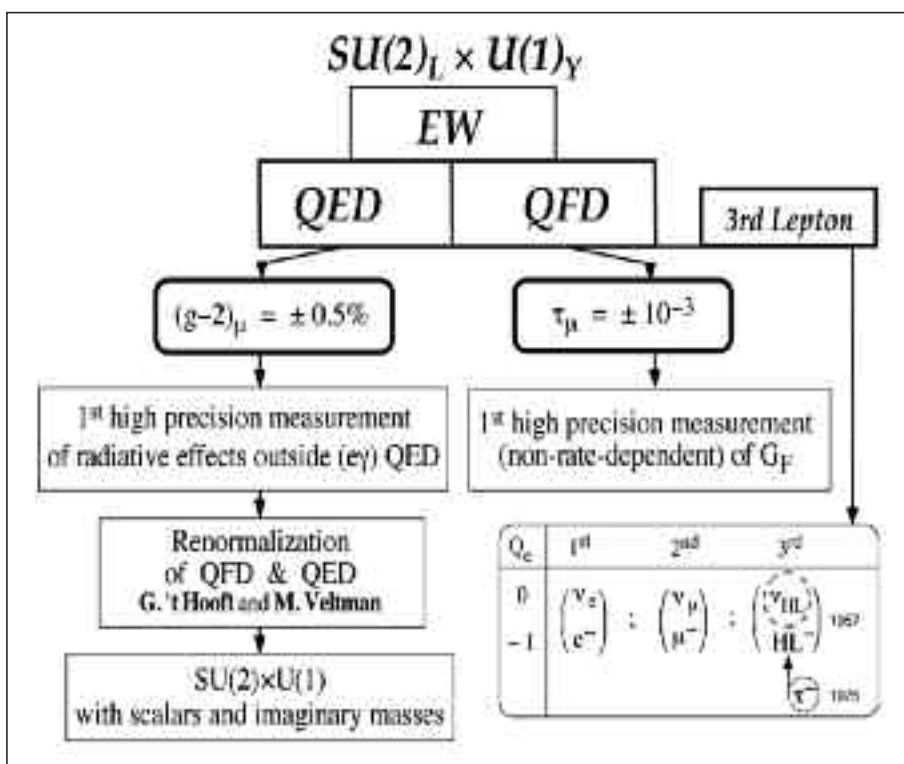 SU(2)L × U(1)Y
EW
QED
QFD
3rd Lepton
(g–2)μ = ± 0.5%
τμ = ± 10–3
1st high precision measurement
of radiative effects outside (eγ) QED
1st high precision measurement
(non-rate-dependent) of GF
Renormalization
of QFD & QED
G. 't Hooft and M. Veltman
SU(2)×U(1)
with scalars and imaginary masses
Qe 1st 2nd 3rd
0 (νe ; (νμ ; (νHL)
–1 e–) μ–) HL–
τ–